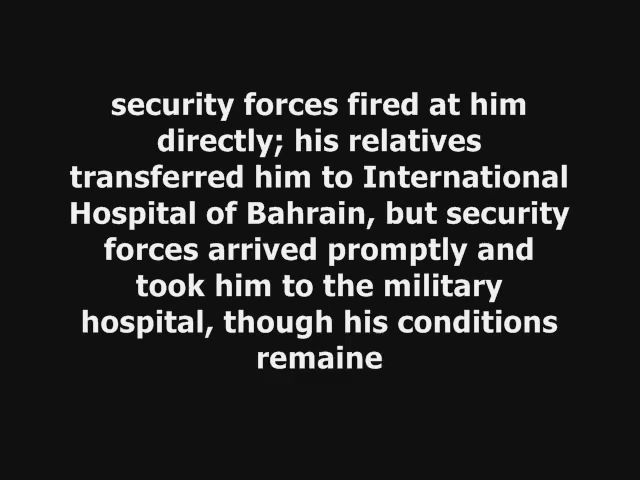 security forces fired at him
directly; his relatives
transferred him to International
Hospital of Bahrain, but security
forces arrived promptly and
took him to the military
hospital, though his conditions
remaine